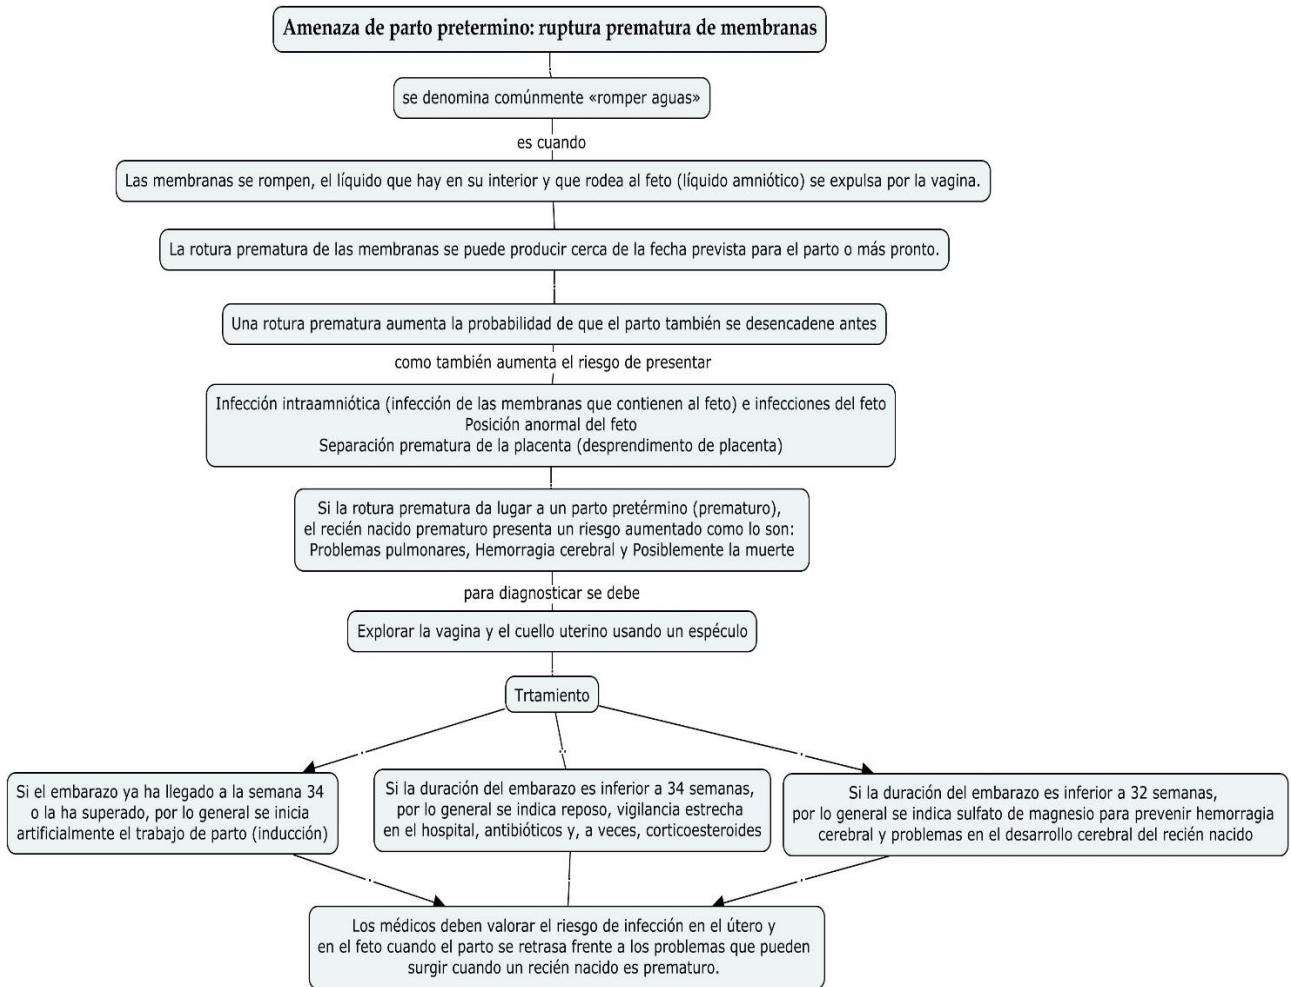 Amenaza de parto pretermino: ruptura prematura de membranas
se denomina comúnmente «romper aguas»
es cuando
Las membranas se rompen, el líquido que hay en su interior y que rodea al feto (líquido amniótico) se expulsa por la vagina.
La rotura prematura de las membranas se puede producir cerca de la fecha prevista para el parto o más pronto.
Una rotura prematura aumenta la probabilidad de que el parto también se desencadene antes
como también aumenta el riesgo de presentar
Infección intraamniótica (infección de las membranas que contienen al feto) e infecciones del feto
Posición anormal del feto
Separación prematura de la placenta (desprendimento de placenta)
Si la rotura prematura da lugar a un parto pretérmino (prematuro),
el recién nacido prematuro presenta un riesgo aumentado como lo son:
Problemas pulmonares, Hemorragia cerebral y Posiblemente la muerte
para diagnosticar se debe
Explorar la vagina y el cuello uterino usando un espéculo
Trtamiento
Si el embarazo ya ha llegado a la semana 34
o la ha superado, por lo general se inicia
artificialmente el trabajo de parto (inducción)
Si la duración del embarazo es inferior a 34 semanas,
por lo general se indica reposo, vigilancia estrecha
en el hospital, antibióticos y, a veces, corticoesteroides
Si la duración del embarazo es inferior a 32 semanas,
por lo general se indica sulfato de magnesio para prevenir hemorragia
cerebral y problemas en el desarrollo cerebral del recién nacido
Los médicos deben valorar el riesgo de infección en el útero y
en el feto cuando el parto se retrasa frente a los problemas que pueden
surgir cuando un recién nacido es prematuro.